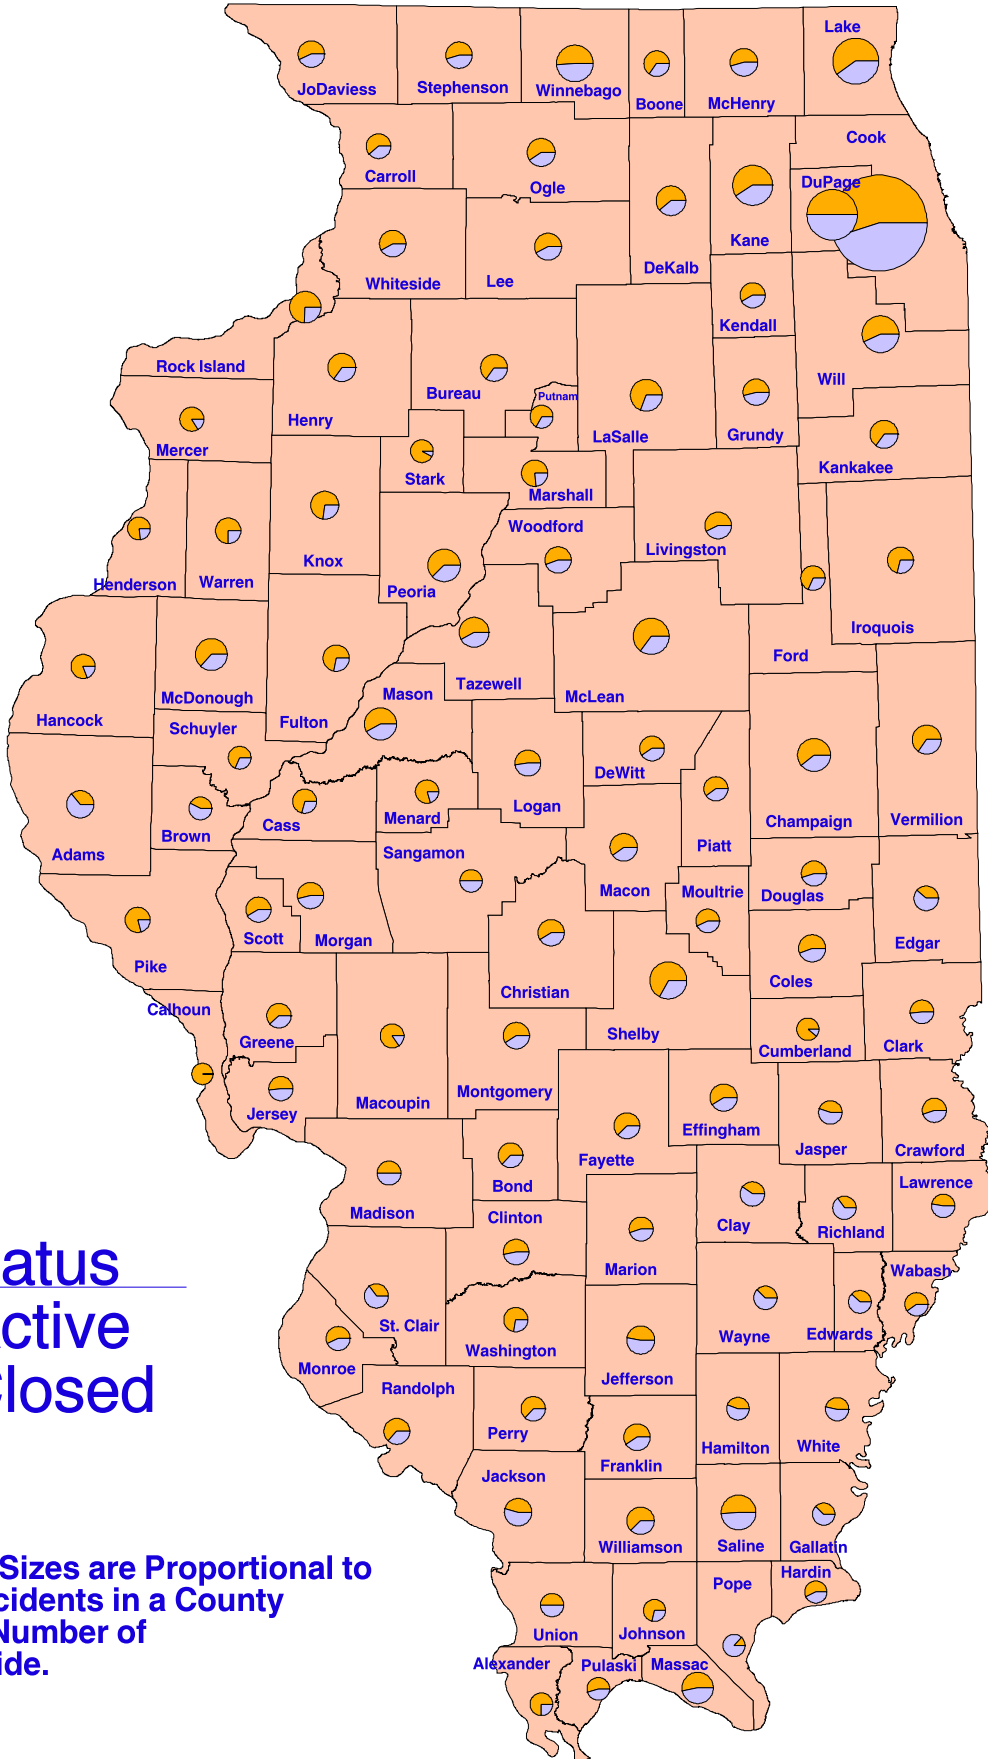 Lake
JoDaviess
Stephenson
Winnebago
Boone
McHenry
Cook
Carroll
Ogle
DuPage
Kane
DeKalb
Whiteside
Lee
Kendall
Rock Island
Will
Bureau
Putnam
Henry
LaSalle
Grundy
Mercer
Kankakee
Stark
Marshall
Woodford
Livingston
Knox
Henderson
Warren
Peoria
Iroquois
Ford
Tazewell
McLean
Mason
McDonough
Hancock
Fulton
Schuyler
DeWitt
Logan
Menard
Champaign
Vermilion
Cass
Brown
Piatt
Adams
Sangamon
Macon
Moultrie
Douglas
Scott
Morgan
Edgar
Pike
Coles
Christian
Calhoun
Shelby
Greene
Cumberland
Clark
Montgomery
Macoupin
Jersey
Effingham
Jasper
Crawford
Fayette
Bond
Lawrence
Madison
Clinton
Clay
Richland
atus
Marion
Wabash
ctive
St. Clair
Wayne
Edwards
Washington
Monroe
Jefferson
Closed
Randolph
Perry
Hamilton
White
Franklin
Jackson
Williamson
Saline
Gallatin
Sizes are Proportional to
Hardin
Pope
cidents in a County
Number of
Union
Johnson
ide.
Alexander
Pulaski
Massac